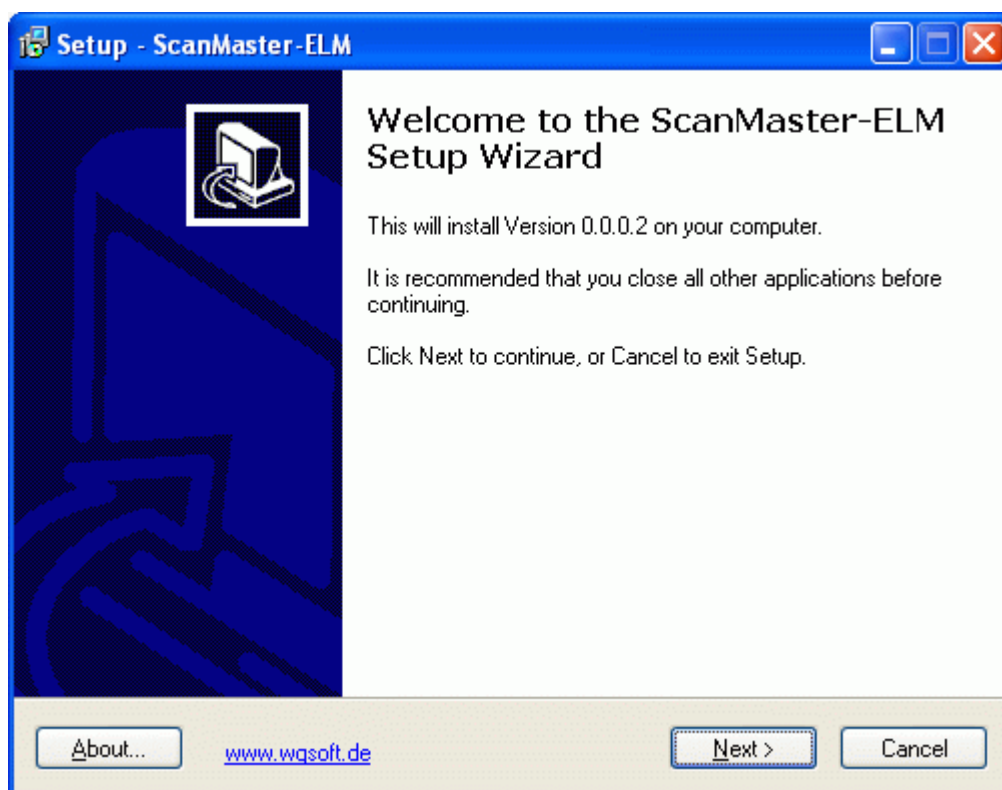 Setup - ScanMaster-ELM
Welcome to the ScanMaster-ELM
Setup Wizard
This will install Version 0.0.0.2 on your computer.
It is recommended that you close all other applications before
continuing.
Click Next to continue, or Cancel to exit Setup.
About...
www.wgsoft.de
Next >
Cancel